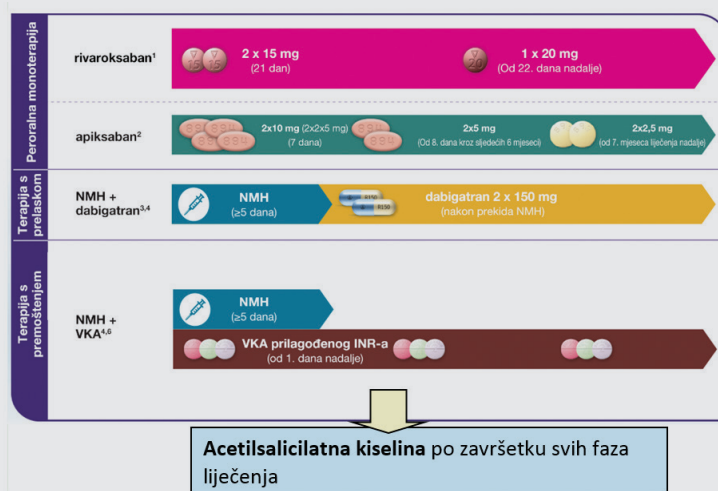 Peroralna monoterapija
rivaroksaban¹
2 x 15 mg
(21 dan)
1 x 20 mg
(Od 22. dana nadalje)
apiksaban²
2x10 mg (2x2x5 mg)
(7 dana)
2x5mg
(Od 8. dana kroz sljedećih 6 mjeseci)
2x2,5 mg
(od 7. mjeseca liječenja nadalje)
Terapija s
prelaskom
NMH +
dabigatran³,⁴
NMH
(≥5 dana)
dabigatran 2 x 150 mg
(nakon prekida NMH)
Terapija s
premoštenjem
NMH +
VKA⁴,⁶
NMH
(≥5 dana)
VKA prilagođenog INR-a
(od 1. dana nadalje)
Acetilsalicilatna kiselina po završetku svih faza
liječenja